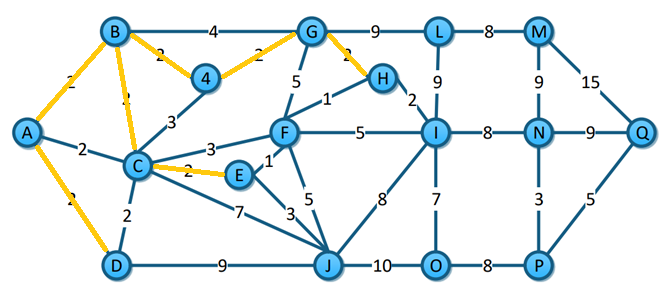 B 4 G 9 L 8 M
2 2 2 2
4 H
2 2 5 1 2 9 9 15
3
A 2 C 3 F 5 I 8 N 9 Q
2 E 1
2 2 7 3 5 8 7 3 5
D 9 J 10 O 8 P